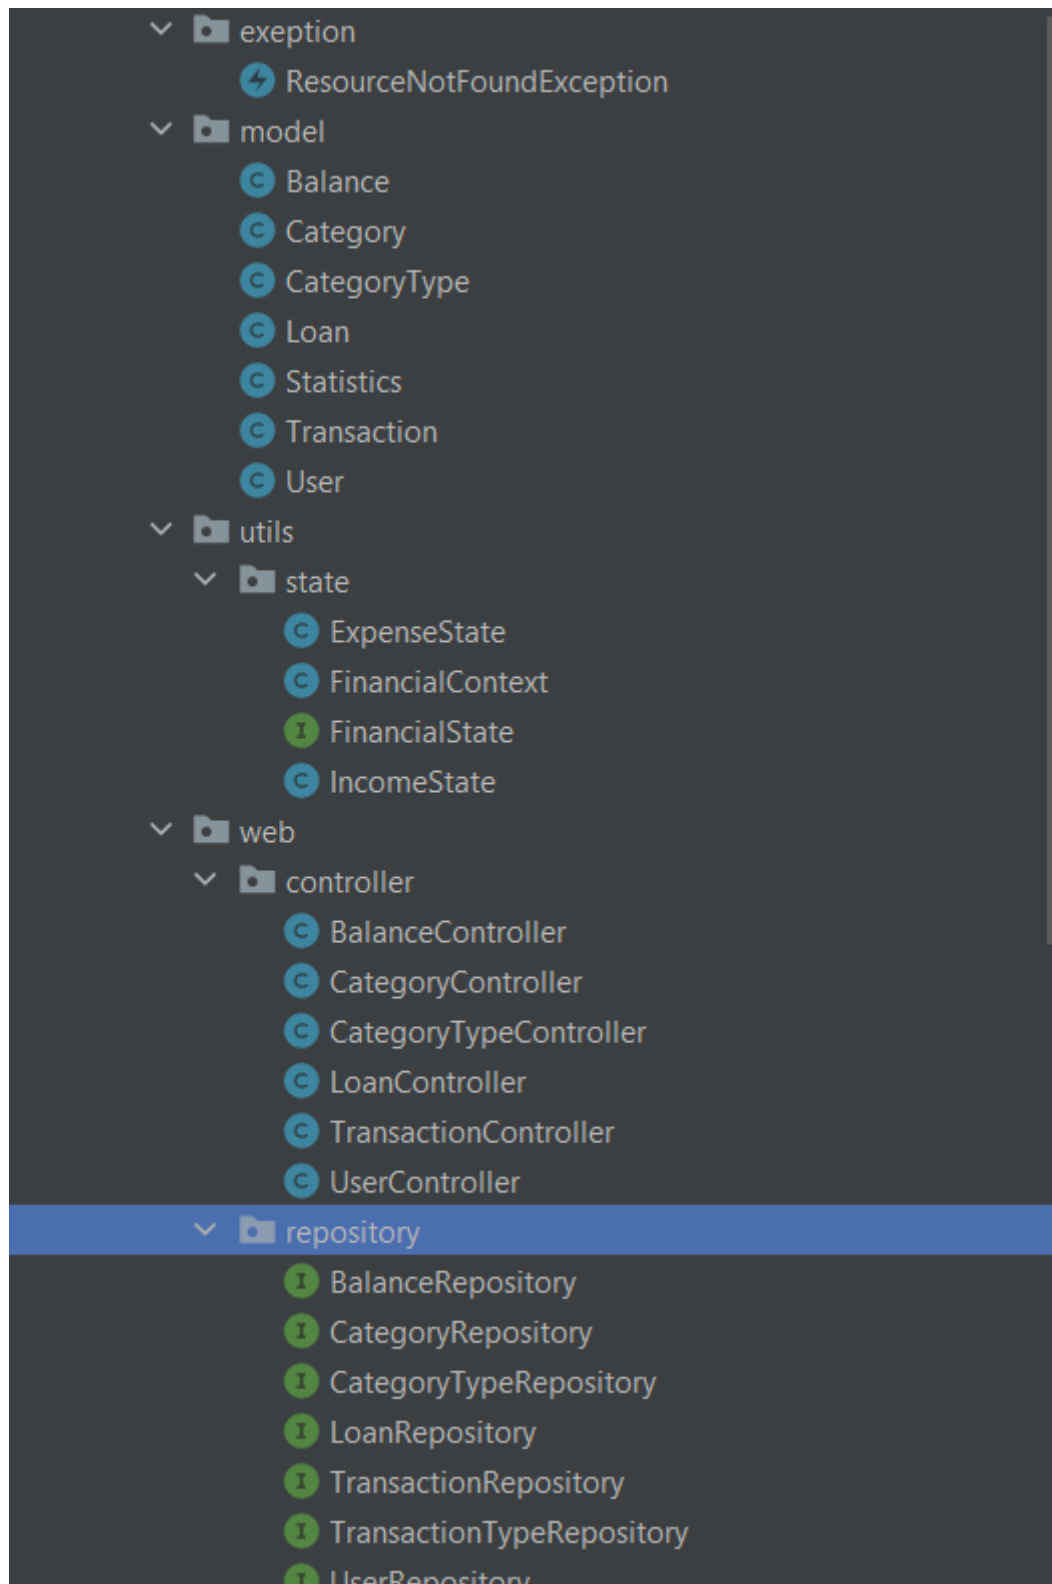 exeption
ResourceNotFoundException
model
Balance
Category
CategoryType
Loan
Statistics
Transaction
User
utils
state
ExpenseState
FinancialContext
FinancialState
IncomeState
web
controller
BalanceController
CategoryController
CategoryTypeController
LoanController
TransactionController
UserController
repository
BalanceRepository
CategoryRepository
CategoryTypeRepository
LoanRepository
TransactionRepository
TransactionTypeRepository
UserRepository